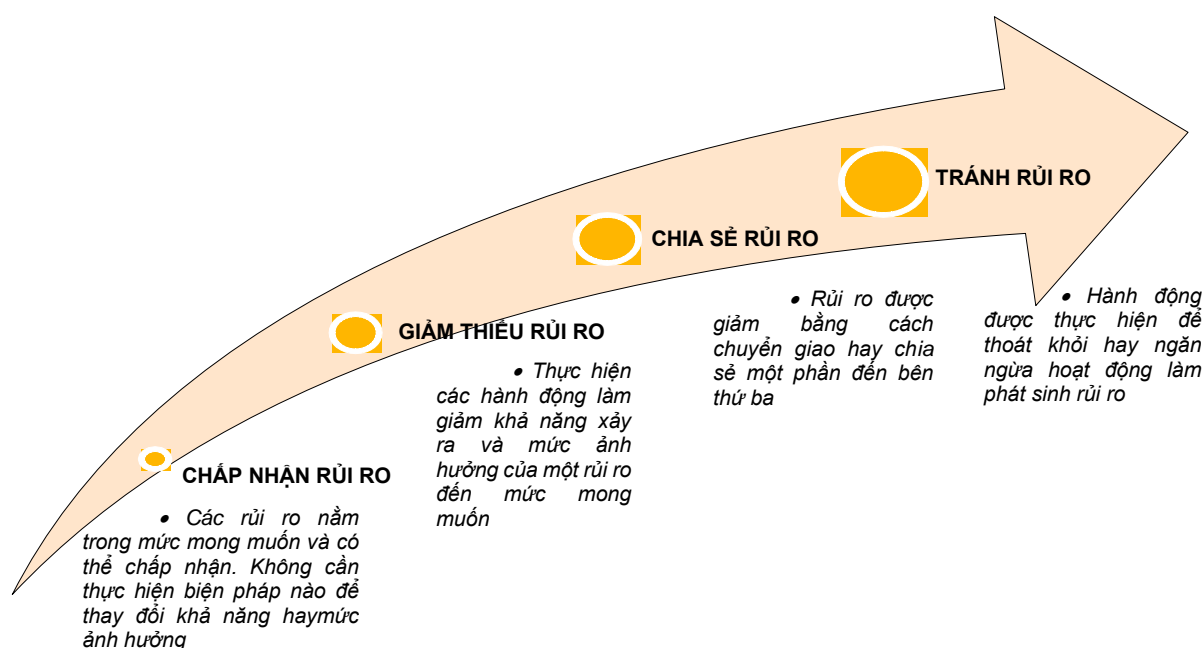 CHẤP NHẬN RỦI RO
• Các rủi ro nằm
trong mức mong muốn và có
thể chấp nhận. Không cần
thực hiện biện pháp nào để
thay đổi khả năng haymức
ảnh hưởng
GIẢM THIỂU RỦI RO
• Thực hiện
các hành động làm
giảm khả năng xảy
ra và mức ảnh
hưởng của một rủi ro
đến mức mong
muốn
CHIA SẺ RỦI RO
• Rủi ro được
giảm bằng cách
chuyển giao hay chia
sẻ một phần đến bên
thứ ba
TRÁNH RỦI RO
• Hành động
được thực hiện để
thoát khỏi hay ngăn
ngừa hoạt động làm
phát sinh rủi ro